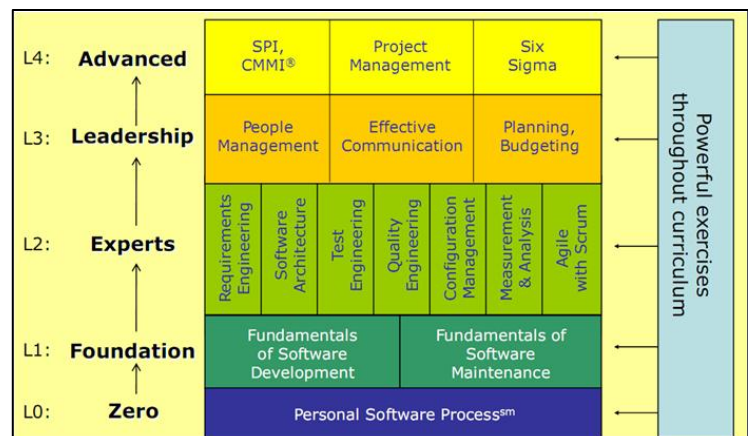 L4: Advanced
SPI,
CMMI®
Project
Management
Six
Sigma
L3: Leadership
People
Management
Effective
Communication
Planning,
Budgeting
L2: Experts
Requirements
Engineering
Software
Architecture
Test
Engineering
Quality
Engineering
Configuration
Management
Measurement
& Analysis
Agile
with Scrum
L1: Foundation
Fundamentals
of Software
Development
Fundamentals of
Software
Maintenance
L0: Zero
Personal Software Process℠
Powerful exercises
throughout curriculum